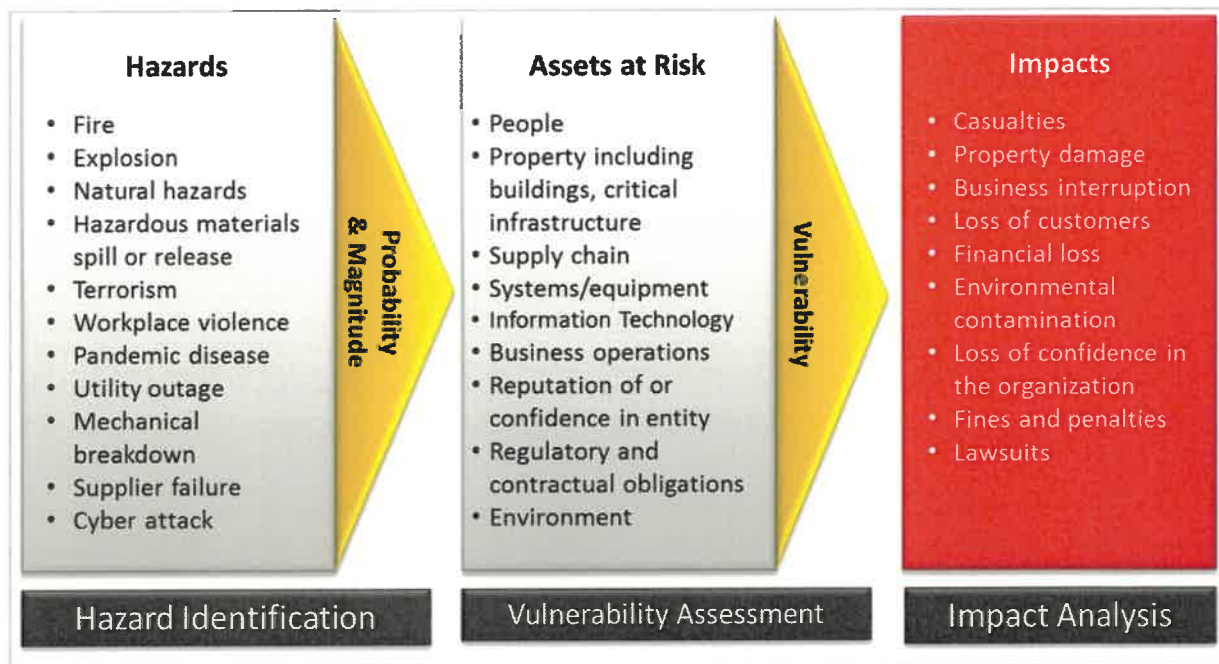 Hazards
• Fire
• Explosion
• Natural hazards
• Hazardous materials
spill or release
• Terrorism
• Workplace violence
• Pandemic disease
• Utility outage
• Mechanical
breakdown
• Supplier failure
• Cyber attack
Probability
& Magnitude
Hazard Identification
Assets at Risk
• People
• Property including
buildings, critical
infrastructure
• Supply chain
• Systems/equipment
• Information Technology
• Business operations
• Reputation of or
confidence in entity
• Regulatory and
contractual obligations
• Environment
Vulnerability
Vulnerability Assessment
Impacts
• Casualties
• Property damage
• Business interruption
• Loss of customers
• Financial loss
• Environmental
contamination
• Loss of confidence in
the organization
• Fines and penalties
• Lawsuits
Impact Analysis